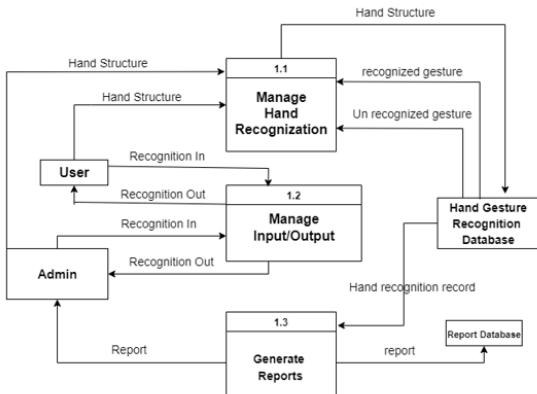 Hand Structure
Hand Structure
1.1
recognized gesture
Manage
Hand
Recognization
Hand Structure
Un recognized gesture
Recognition In
User
Recognition Out
1.2
Manage
Input/Output
Hand Gesture
Recognition
Database
Recognition In
Admin
Recognition Out
Hand recognition record
1.3
Report Database
Report
Generate
Reports
report